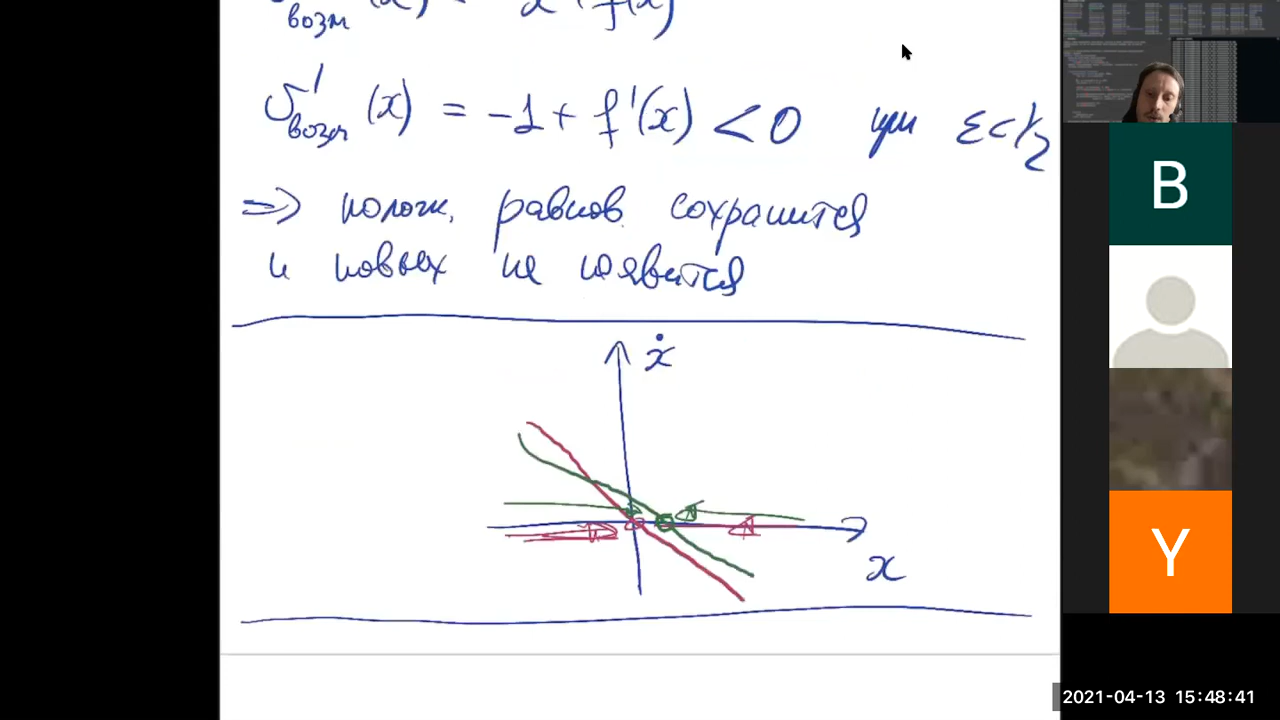 возм (x) = -x + f(x)
v'возм (x) = -1 + f'(x) < 0 при ε < 1/2
=> полож. равнов. сохранится
и новых не появится
ẋ
x
B
Y
2021-04-13 15:48:41